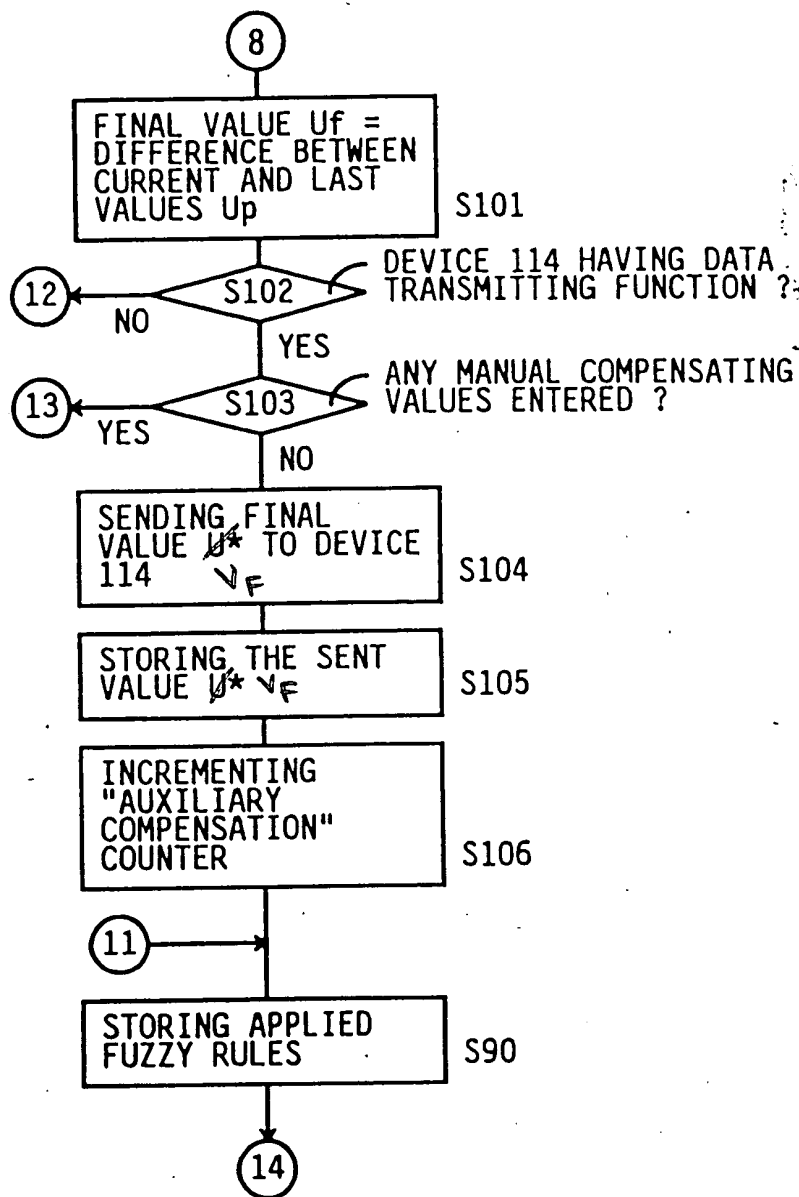 8
FINAL VALUE Uf =
DIFFERENCE BETWEEN
CURRENT AND LAST
VALUES Up
S101
DEVICE 114 HAVING DATA
TRANSMITTING FUNCTION ?
S102
12
NO
YES
ANY MANUAL COMPENSATING
VALUES ENTERED ?
S103
13
YES
NO
SENDING FINAL
VALUE U* TO DEVICE
114 VF
S104
STORING THE SENT
VALUE U* VF
S105
INCREMENTING
"AUXILIARY
COMPENSATION"
COUNTER
S106
11
STORING APPLIED
FUZZY RULES
S90
14